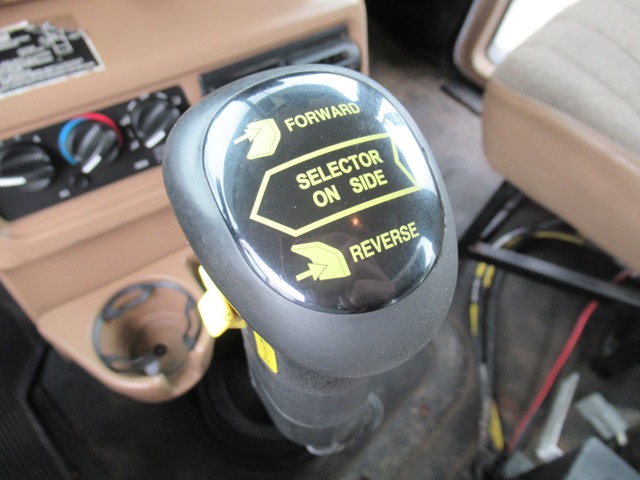 FORWARD
SELECTOR
ON SIDE
REVERSE